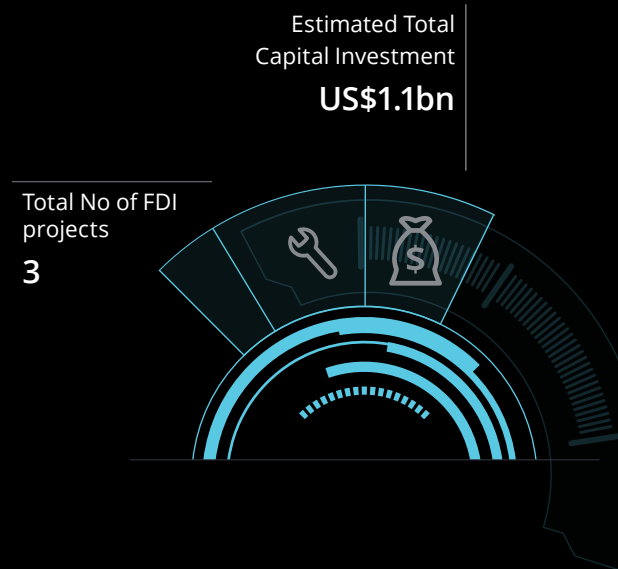 Estimated Total
Capital Investment
US$1.1bn
Total No of FDI
projects
3
$